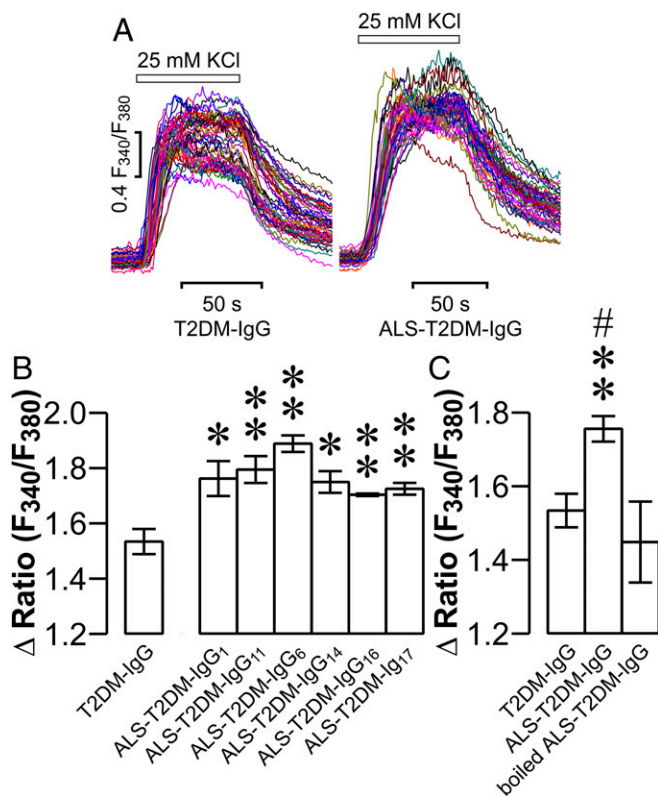 A
25 mM KCl
25 mM KCl
0.4 F340/F380
50 s
50 s
T2DM-IgG
ALS-T2DM-IgG
B
C
Δ Ratio (F340/F380)
2.0
1.8
1.6
1.4
1.2
*
**
**
*
**
**
T2DM-IgG
ALS-T2DM-IgG1
ALS-T2DM-IgG11
ALS-T2DM-IgG6
ALS-T2DM-IgG14
ALS-T2DM-IgG16
ALS-T2DM-Ig17
Δ Ratio (F340/F380)
1.8
1.6
1.4
1.2
#
**
T2DM-IgG
ALS-T2DM-IgG
boiled ALS-T2DM-IgG